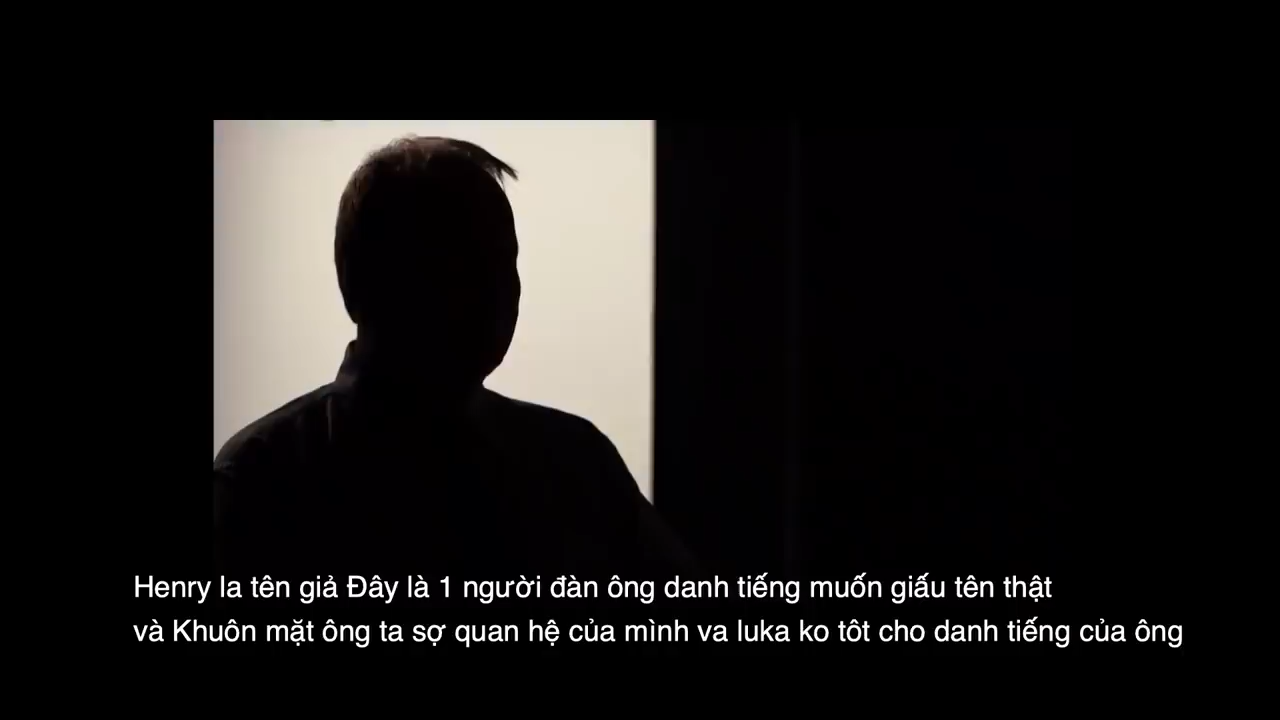 Henry la tên giả Đây là 1 người đàn ông danh tiếng muốn giấu tên thật
và Khuôn mặt ông ta sợ quan hệ của mình va luka ko tôt cho danh tiếng của ông